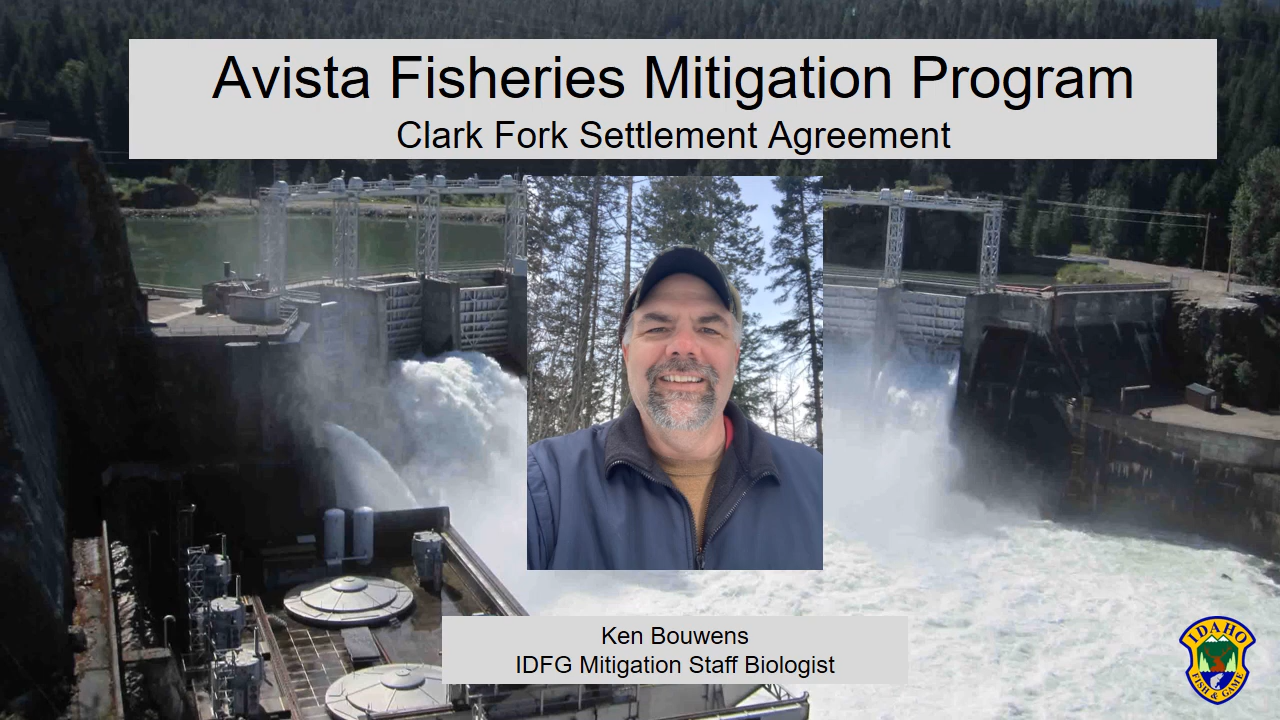 Avista Fisheries Mitigation Program
Clark Fork Settlement Agreement
Ken Bouwens
IDFG Mitigation Staff Biologist
IDAHO
FISH & GAME